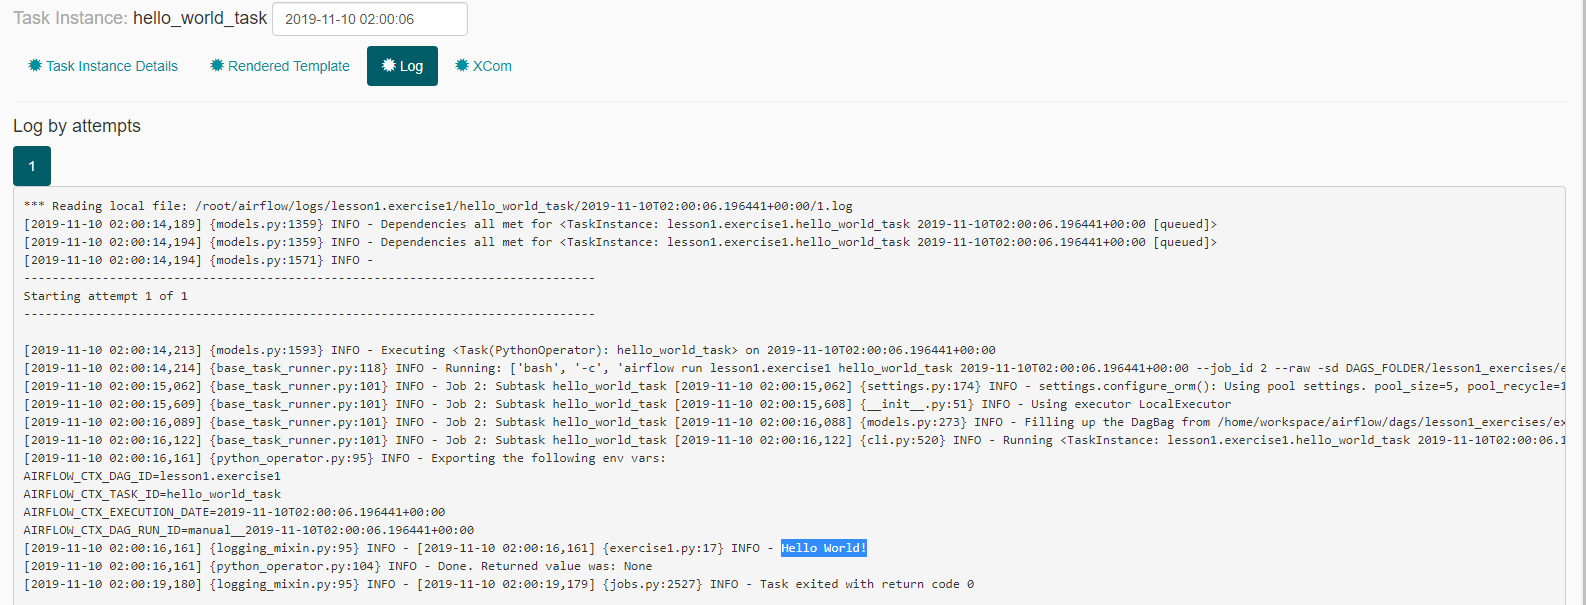 Task Instance: hello_world_task 2019-11-10 02:00:06
Task Instance Details Rendered Template Log XCom
Log by attempts
1
*** Reading local file: /root/airflow/logs/lesson1.exercise1/hello_world_task/2019-11-10T02:00:06.196441+00:00/1.log
[2019-11-10 02:00:14,189] {models.py:1359} INFO - Dependencies all met for <TaskInstance: lesson1.exercise1.hello_world_task 2019-11-10T02:00:06.196441+00:00 [queued]>
[2019-11-10 02:00:14,194] {models.py:1359} INFO - Dependencies all met for <TaskInstance: lesson1.exercise1.hello_world_task 2019-11-10T02:00:06.196441+00:00 [queued]>
[2019-11-10 02:00:14,194] {models.py:1571} INFO -
--------------------------------------------------------------------------------
Starting attempt 1 of 1
--------------------------------------------------------------------------------
[2019-11-10 02:00:14,213] {models.py:1593} INFO - Executing <Task(PythonOperator): hello_world_task> on 2019-11-10T02:00:06.196441+00:00
[2019-11-10 02:00:14,214] {base_task_runner.py:118} INFO - Running: ['bash', '-c', 'airflow run lesson1.exercise1 hello_world_task 2019-11-10T02:00:06.196441+00:00 --job_id 2 --raw -sd DAGS_FOLDER/lesson1_exercises/e
[2019-11-10 02:00:15,062] {base_task_runner.py:101} INFO - Job 2: Subtask hello_world_task [2019-11-10 02:00:15,062] {settings.py:174} INFO - settings.configure_orm(): Using pool settings. pool_size=5, pool_recycle=1
[2019-11-10 02:00:15,609] {base_task_runner.py:101} INFO - Job 2: Subtask hello_world_task [2019-11-10 02:00:15,608] {__init__.py:51} INFO - Using executor LocalExecutor
[2019-11-10 02:00:16,089] {base_task_runner.py:101} INFO - Job 2: Subtask hello_world_task [2019-11-10 02:00:16,088] {models.py:273} INFO - Filling up the DagBag from /home/workspace/airflow/dags/lesson1_exercises/ex
[2019-11-10 02:00:16,122] {base_task_runner.py:101} INFO - Job 2: Subtask hello_world_task [2019-11-10 02:00:16,122] {cli.py:520} INFO - Running <TaskInstance: lesson1.exercise1.hello_world_task 2019-11-10T02:00:06.1
[2019-11-10 02:00:16,161] {python_operator.py:95} INFO - Exporting the following env vars:
AIRFLOW_CTX_DAG_ID=lesson1.exercise1
AIRFLOW_CTX_TASK_ID=hello_world_task
AIRFLOW_CTX_EXECUTION_DATE=2019-11-10T02:00:06.196441+00:00
AIRFLOW_CTX_DAG_RUN_ID=manual__2019-11-10T02:00:06.196441+00:00
[2019-11-10 02:00:16,161] {logging_mixin.py:95} INFO - [2019-11-10 02:00:16,161] {exercise1.py:17} INFO - Hello World!
[2019-11-10 02:00:16,161] {python_operator.py:104} INFO - Done. Returned value was: None
[2019-11-10 02:00:19,180] {logging_mixin.py:95} INFO - [2019-11-10 02:00:19,179] {jobs.py:2527} INFO - Task exited with return code 0